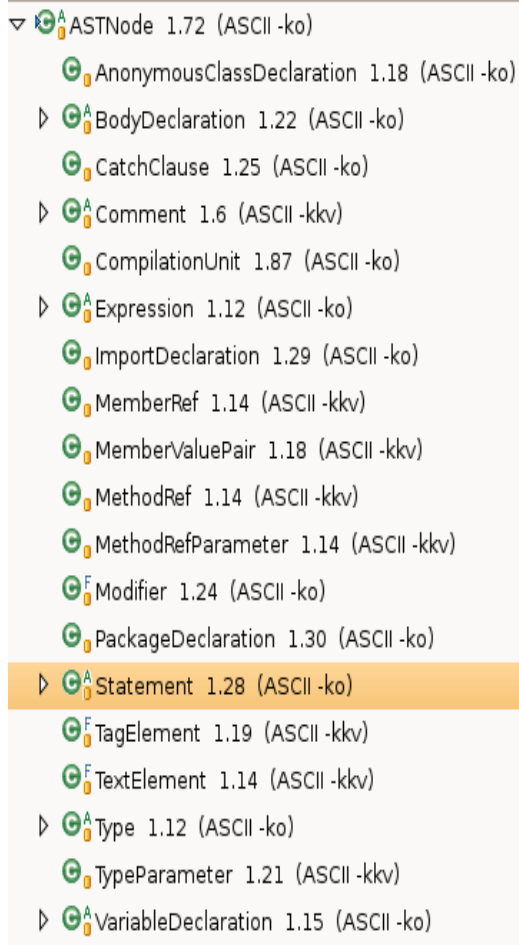 ASTNode 1.72 (ASCII -ko)
AnonymousClassDeclaration 1.18 (ASCII -ko)
BodyDeclaration 1.22 (ASCII -ko)
CatchClause 1.25 (ASCII -ko)
Comment 1.6 (ASCII -kkv)
CompilationUnit 1.87 (ASCII -ko)
Expression 1.12 (ASCII -ko)
ImportDeclaration 1.29 (ASCII -ko)
MemberRef 1.14 (ASCII -kkv)
MemberValuePair 1.18 (ASCII -kkv)
MethodRef 1.14 (ASCII -kkv)
MethodRefParameter 1.14 (ASCII -kkv)
Modifier 1.24 (ASCII -ko)
PackageDeclaration 1.30 (ASCII -ko)
Statement 1.28 (ASCII -ko)
TagElement 1.19 (ASCII -kkv)
TextElement 1.14 (ASCII -kkv)
Type 1.12 (ASCII -ko)
TypeParameter 1.21 (ASCII -kkv)
VariableDeclaration 1.15 (ASCII -ko)